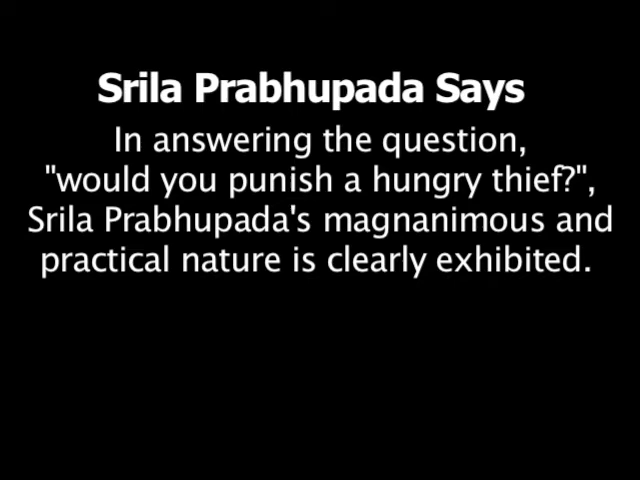 Srila Prabhupada Says
In answering the question,
"would you punish a hungry thief?",
Srila Prabhupada's magnanimous and
practical nature is clearly exhibited.